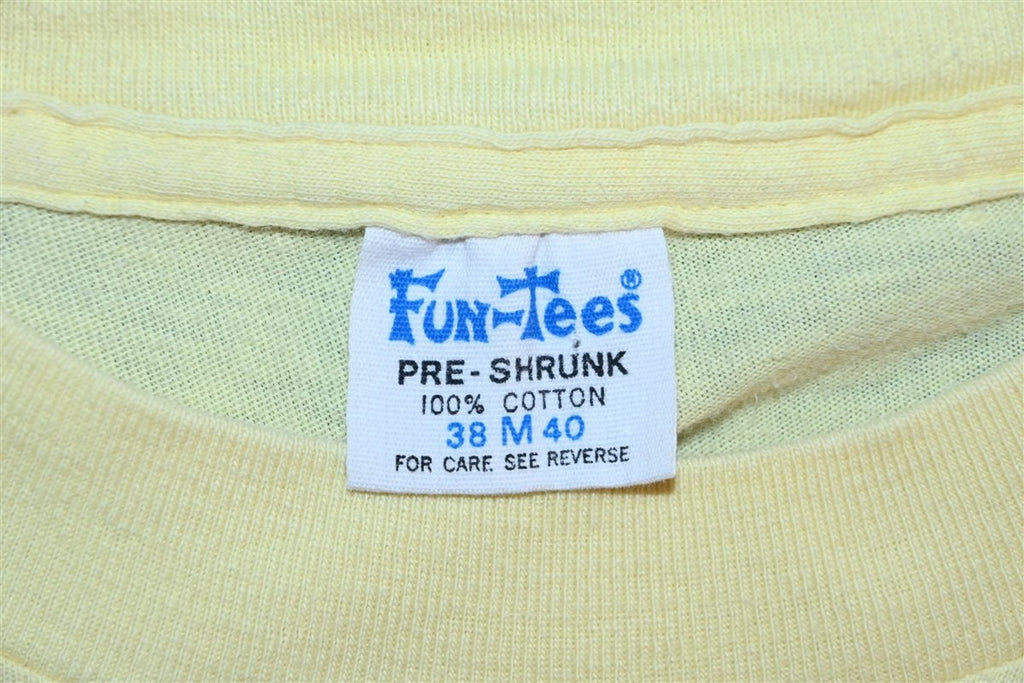 Fun-Tees®
PRE-SHRUNK
100% COTTON
38 M 40
FOR CARE SEE REVERSE